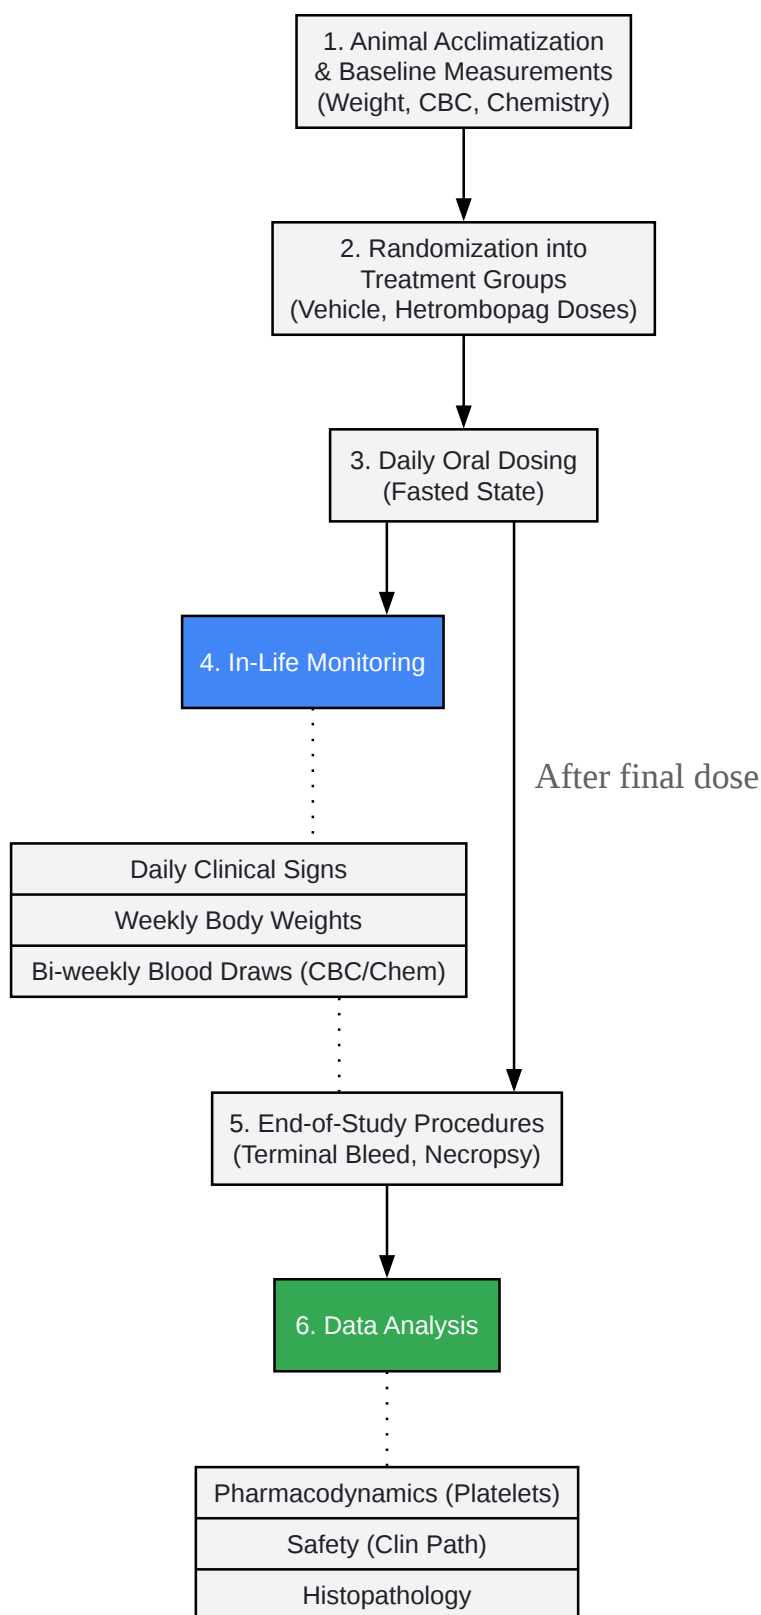 1. Animal Acclimatization
& Baseline Measurements
(Weight, CBC, Chemistry)
2. Randomization into
Treatment Groups
(Vehicle, Hetrombopag Doses)
3. Daily Oral Dosing
(Fasted State)
4. In-Life Monitoring
After final dose
Daily Clinical Signs
Weekly Body Weights
Bi-weekly Blood Draws (CBC/Chem)
5. End-of-Study Procedures
(Terminal Bleed, Necropsy)
6. Data Analysis
Pharmacodynamics (Platelets)
Safety (Clin Path)
Histopathology